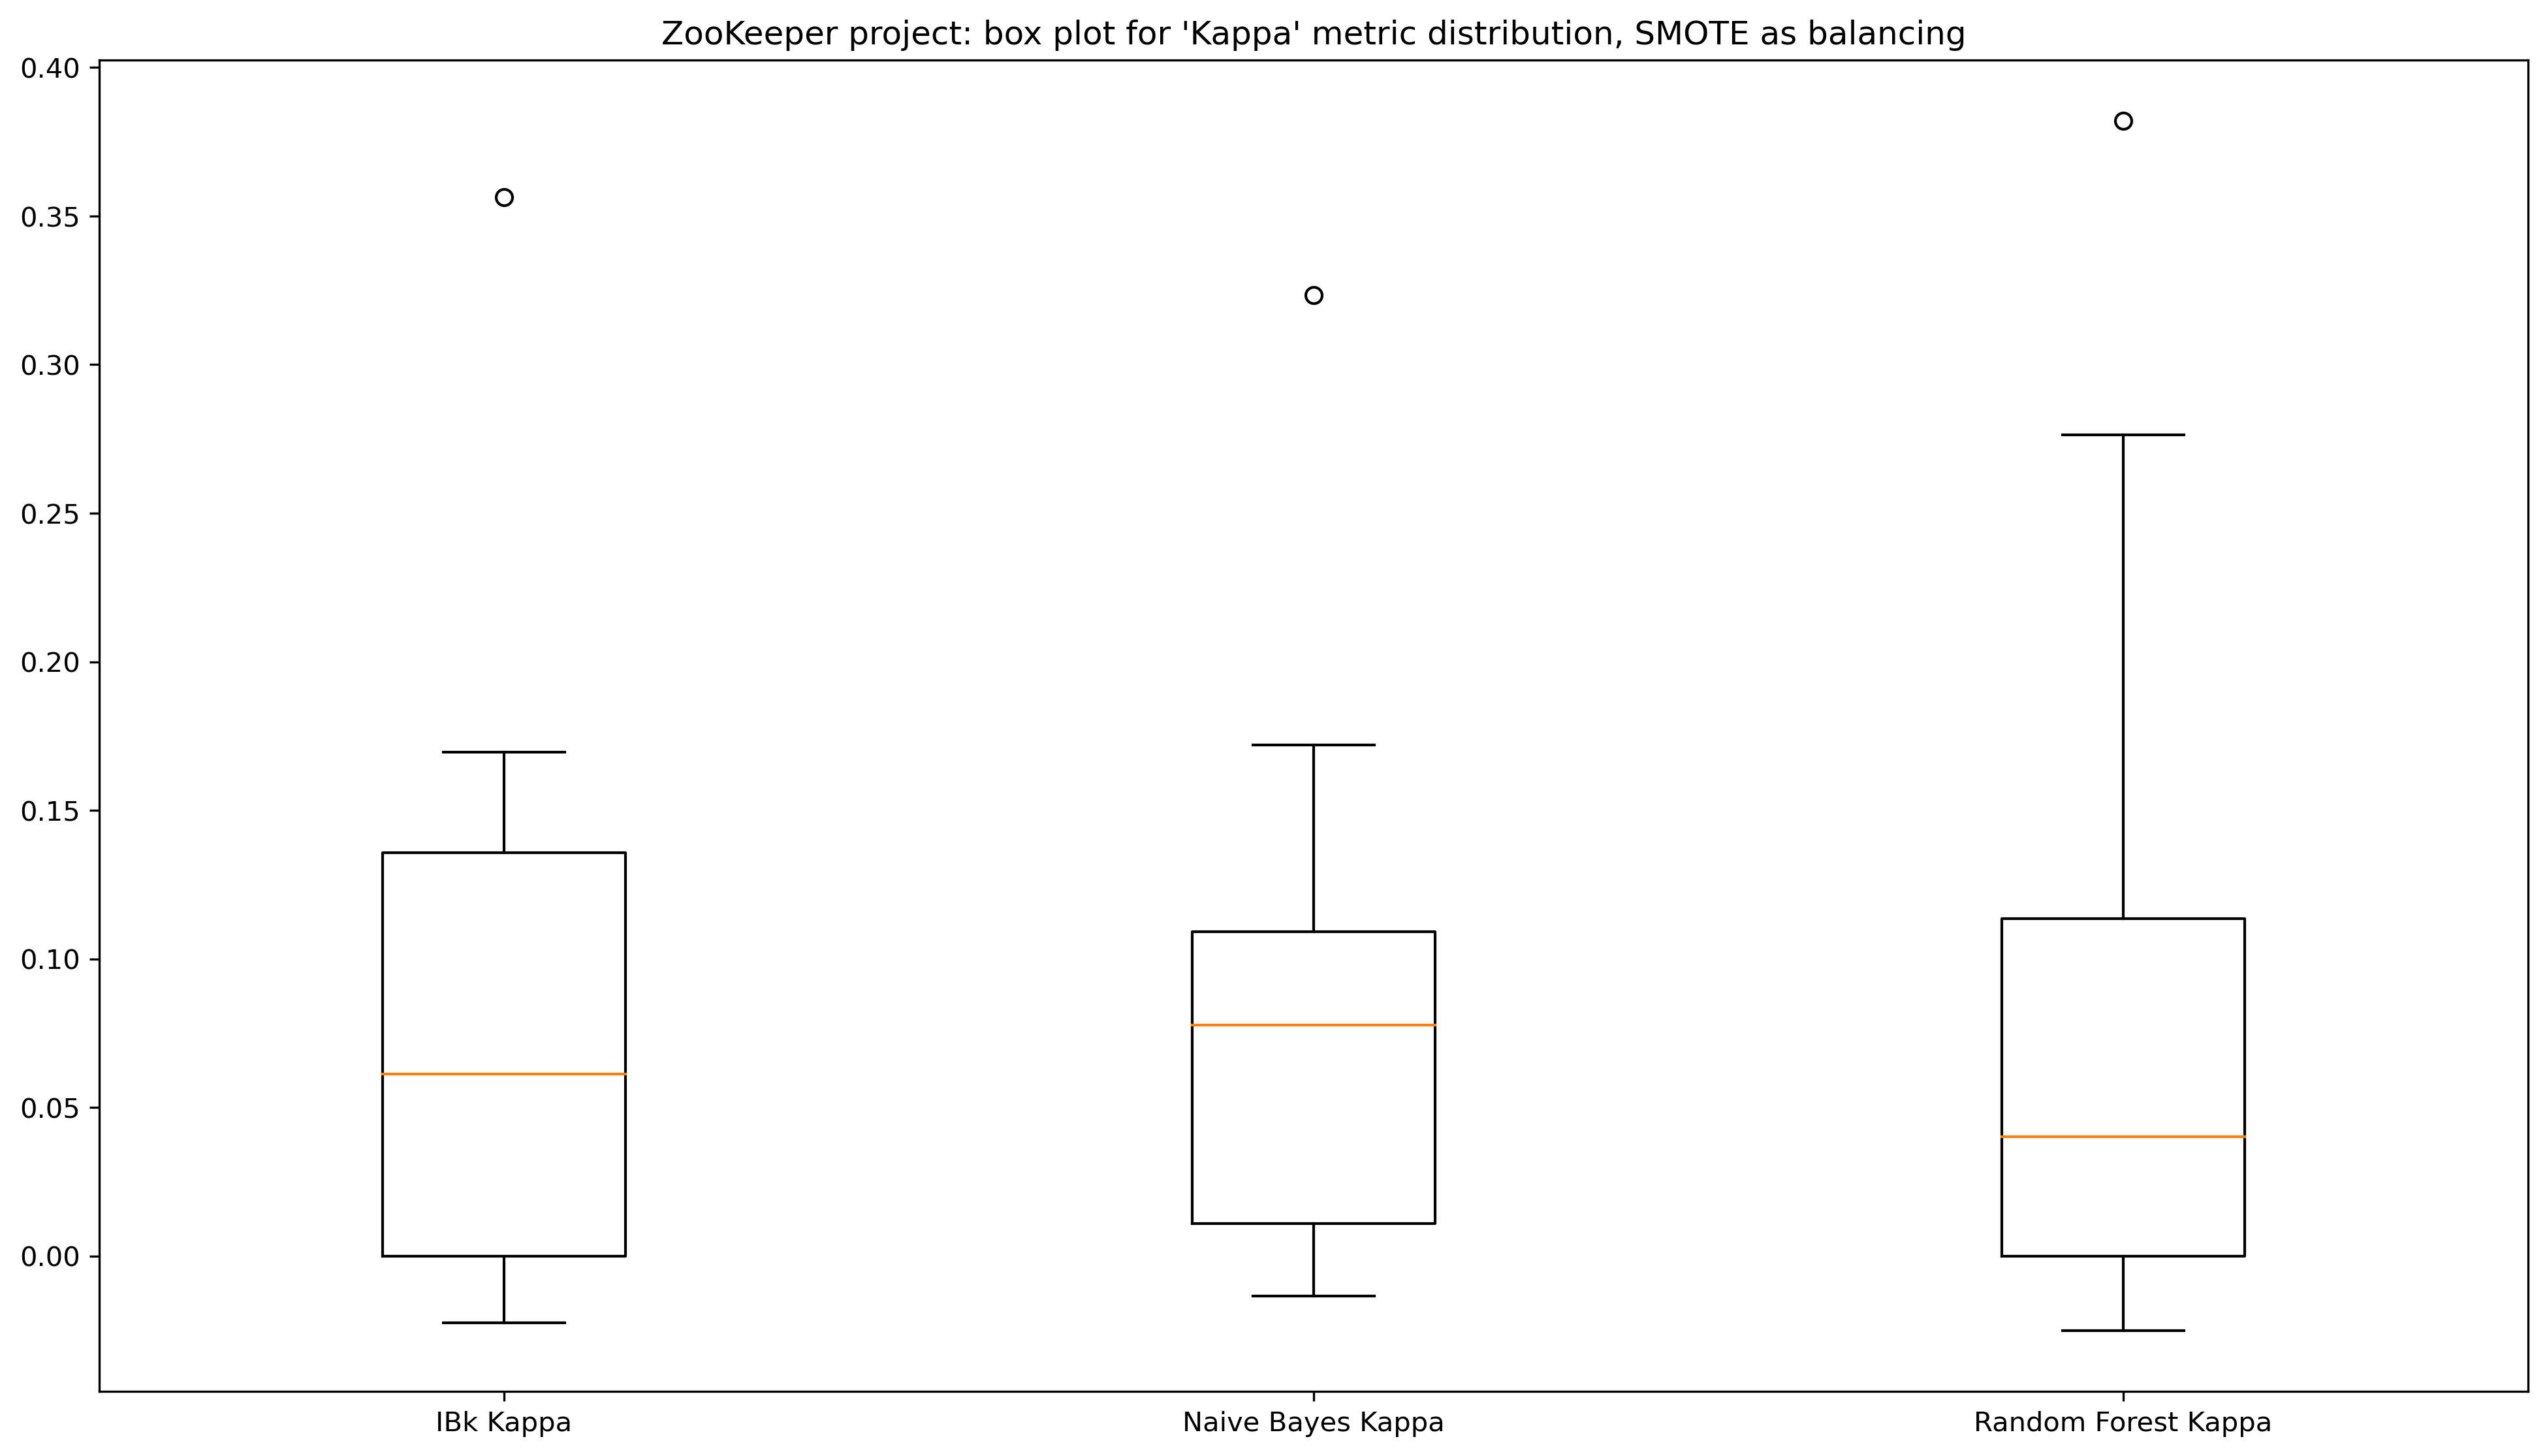 ZooKeeper project: box plot for 'Kappa' metric distribution, SMOTE as balancing
0.40
0.35
0.30
0.25
0.20
0.15
0.10
0.05
0.00
IBk Kappa
Naive Bayes Kappa
Random Forest Kappa